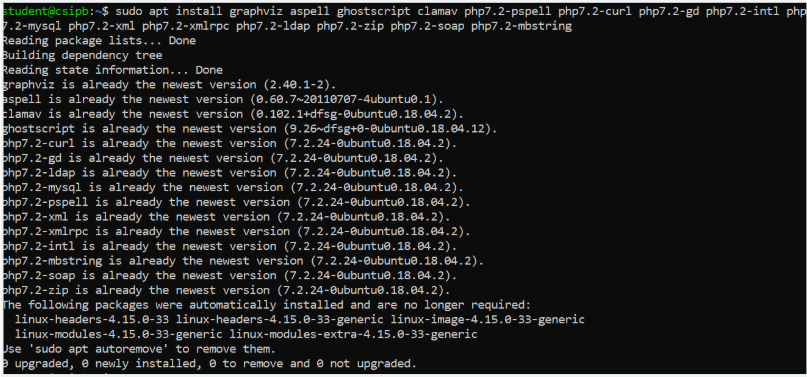 student@csipb:~$ sudo apt install graphviz aspell ghostscript clamav php7.2-pspell php7.2-curl php7.2-gd php7.2-intl php
7.2-mysql php7.2-xml php7.2-xmlrpc php7.2-ldap php7.2-zip php7.2-soap php7.2-mbstring
Reading package lists... Done
Building dependency tree
Reading state information... Done
graphviz is already the newest version (2.40.1-2).
aspell is already the newest version (0.60.7~20110707-4ubuntu0.1).
clamav is already the newest version (0.102.1+dfsg-0ubuntu0.18.04.2).
ghostscript is already the newest version (9.26~dfsg+0-0ubuntu0.18.04.12).
php7.2-curl is already the newest version (7.2.24-0ubuntu0.18.04.2).
php7.2-gd is already the newest version (7.2.24-0ubuntu0.18.04.2).
php7.2-ldap is already the newest version (7.2.24-0ubuntu0.18.04.2).
php7.2-mysql is already the newest version (7.2.24-0ubuntu0.18.04.2).
php7.2-pspell is already the newest version (7.2.24-0ubuntu0.18.04.2).
php7.2-xml is already the newest version (7.2.24-0ubuntu0.18.04.2).
php7.2-xmlrpc is already the newest version (7.2.24-0ubuntu0.18.04.2).
php7.2-intl is already the newest version (7.2.24-0ubuntu0.18.04.2).
php7.2-mbstring is already the newest version (7.2.24-0ubuntu0.18.04.2).
php7.2-soap is already the newest version (7.2.24-0ubuntu0.18.04.2).
php7.2-zip is already the newest version (7.2.24-0ubuntu0.18.04.2).
The following packages were automatically installed and are no longer required:
linux-headers-4.15.0-33 linux-headers-4.15.0-33-generic linux-image-4.15.0-33-generic
linux-modules-4.15.0-33-generic linux-modules-extra-4.15.0-33-generic
Use 'sudo apt autoremove' to remove them.
0 upgraded, 0 newly installed, 0 to remove and 0 not upgraded.